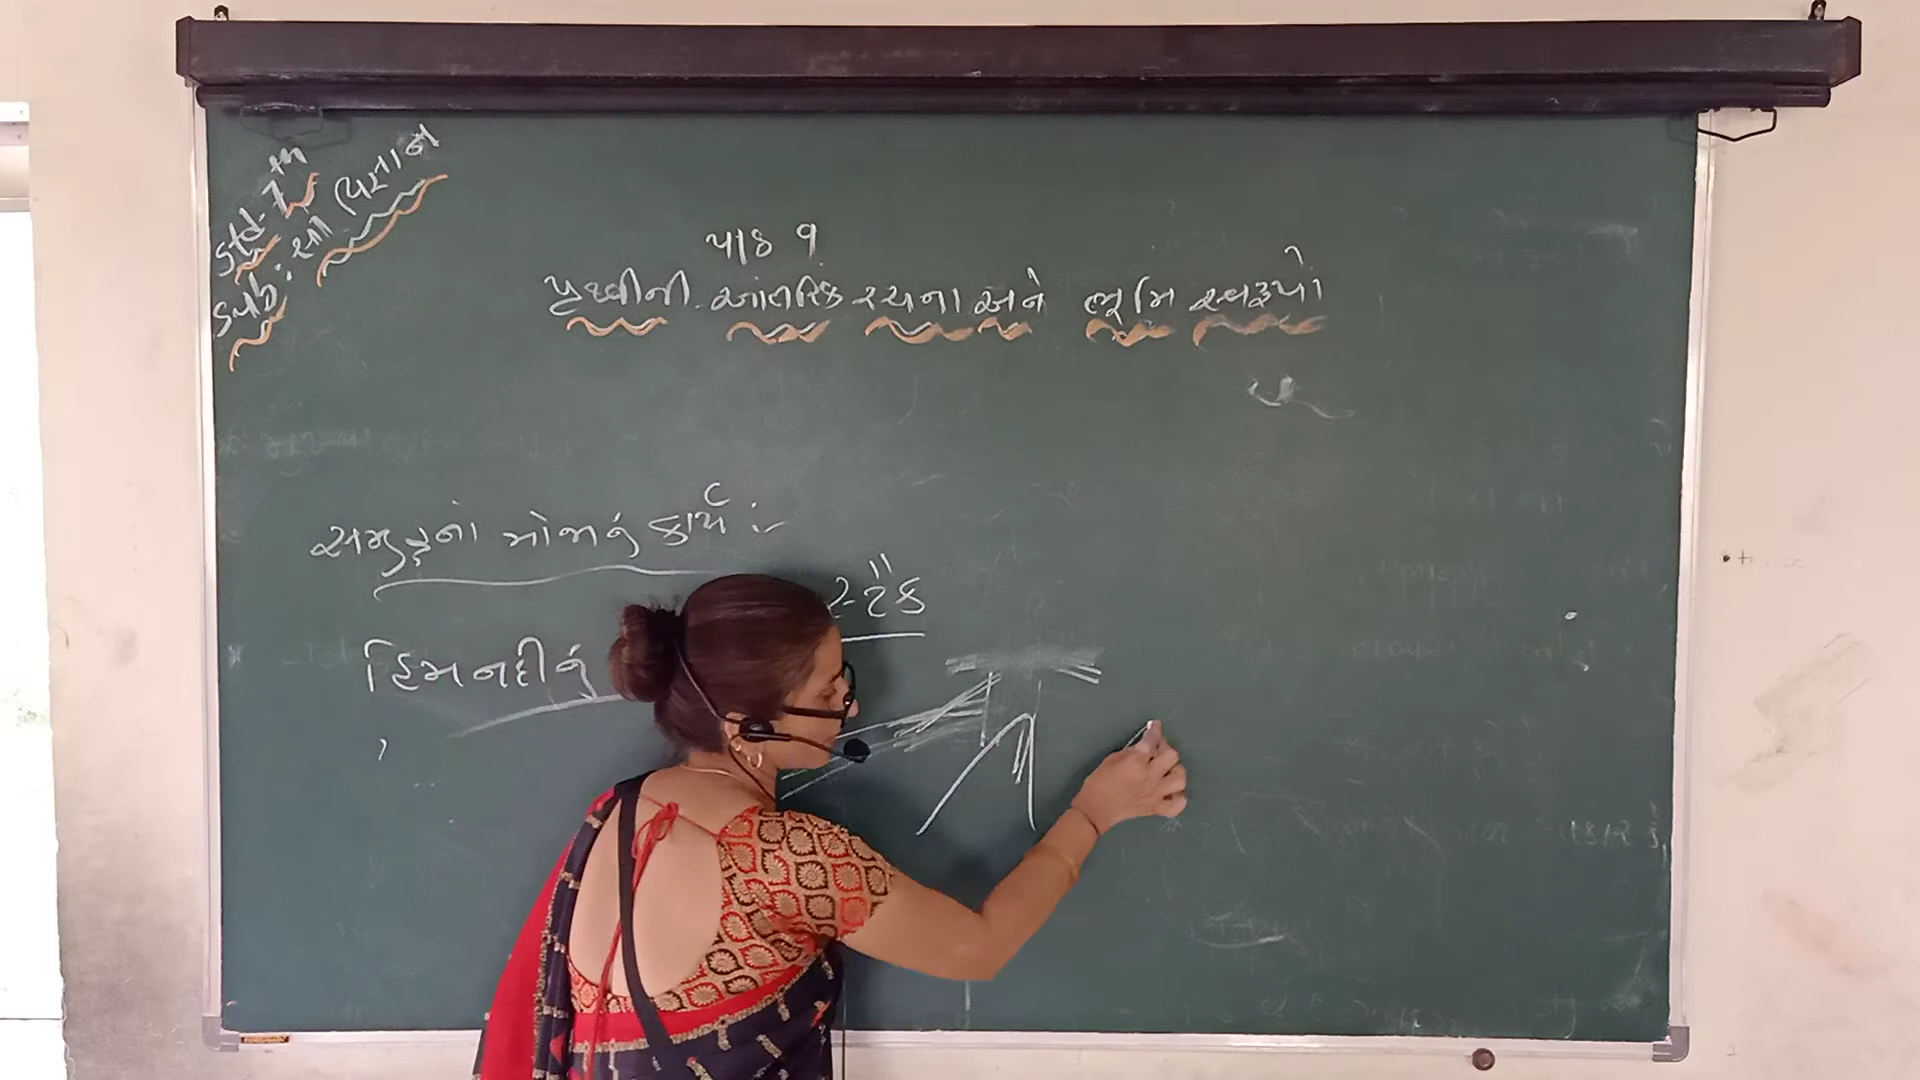 Std-7th
Sub: સા વિજ્ઞાન
પાઠ ૧
પૃથ્વીની આંતરિક રચના અને ભૂમિ સ્વરૂપો
સમુદ્રનો મોજાનું કાર્ય :-
સ્ટેક
હિમનદીનું